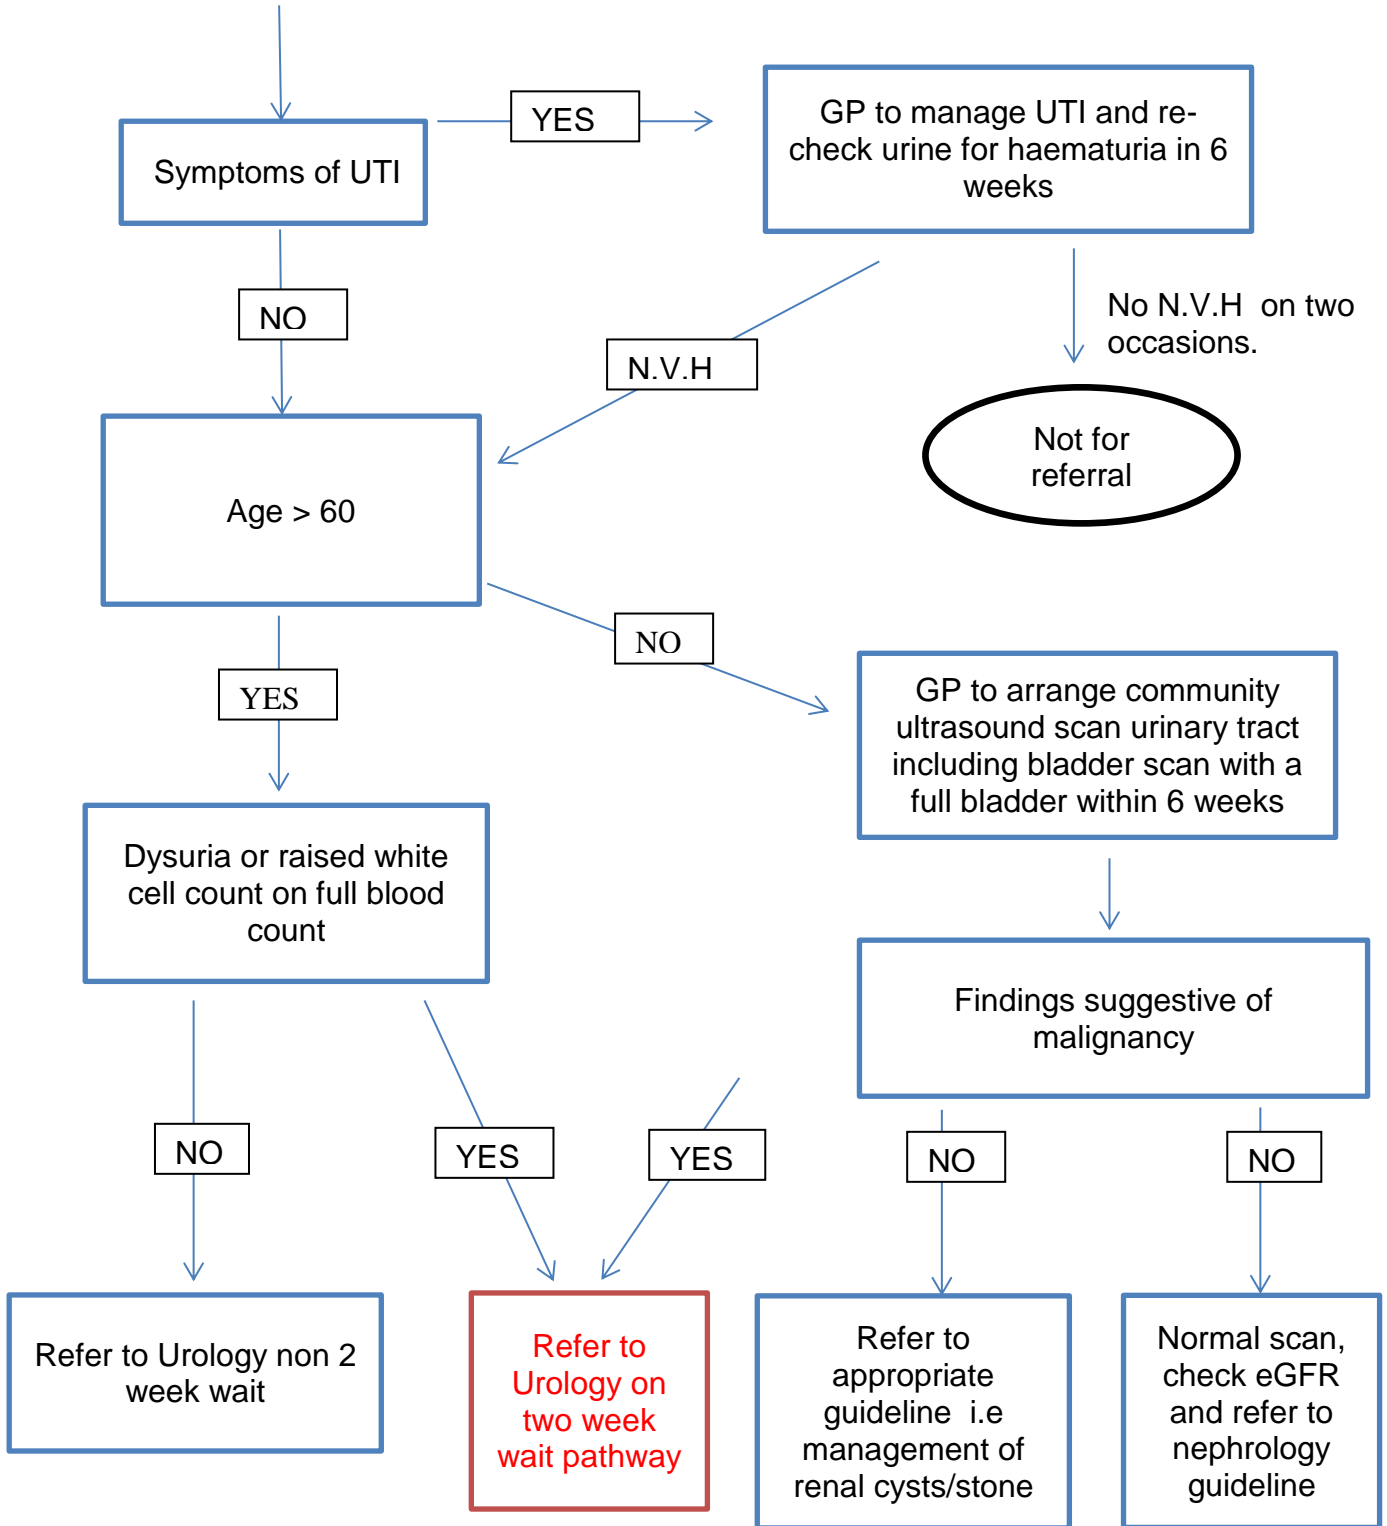 YES
GP to manage UTI and re-
check urine for haematuria in 6
weeks
Symptoms of UTI
NO
No N.V.H  on two
occasions.
N.V.H
Not for
referral
Age > 60
NO
YES
GP to arrange community
ultrasound scan urinary tract
including bladder scan with a
full bladder within 6 weeks
Dysuria or raised white
cell count on full blood
count
Findings suggestive of
malignancy
NO
YES
YES
NO
NO
Refer to Urology non 2
week wait
Refer to
Urology on
two week
wait pathway
Refer to
appropriate
guideline  i.e
management of
renal cysts/stone
Normal scan,
check eGFR
and refer to
nephrology
guideline